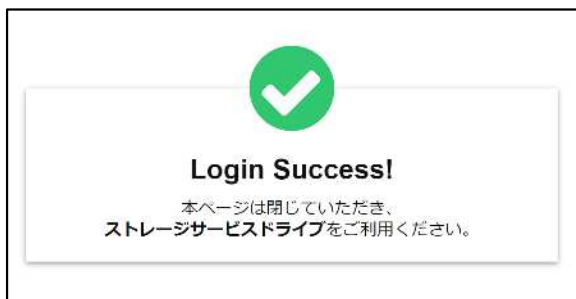 Login Success!
本ページは閉じていただき、
ストレージサービスドライブをご利用ください。